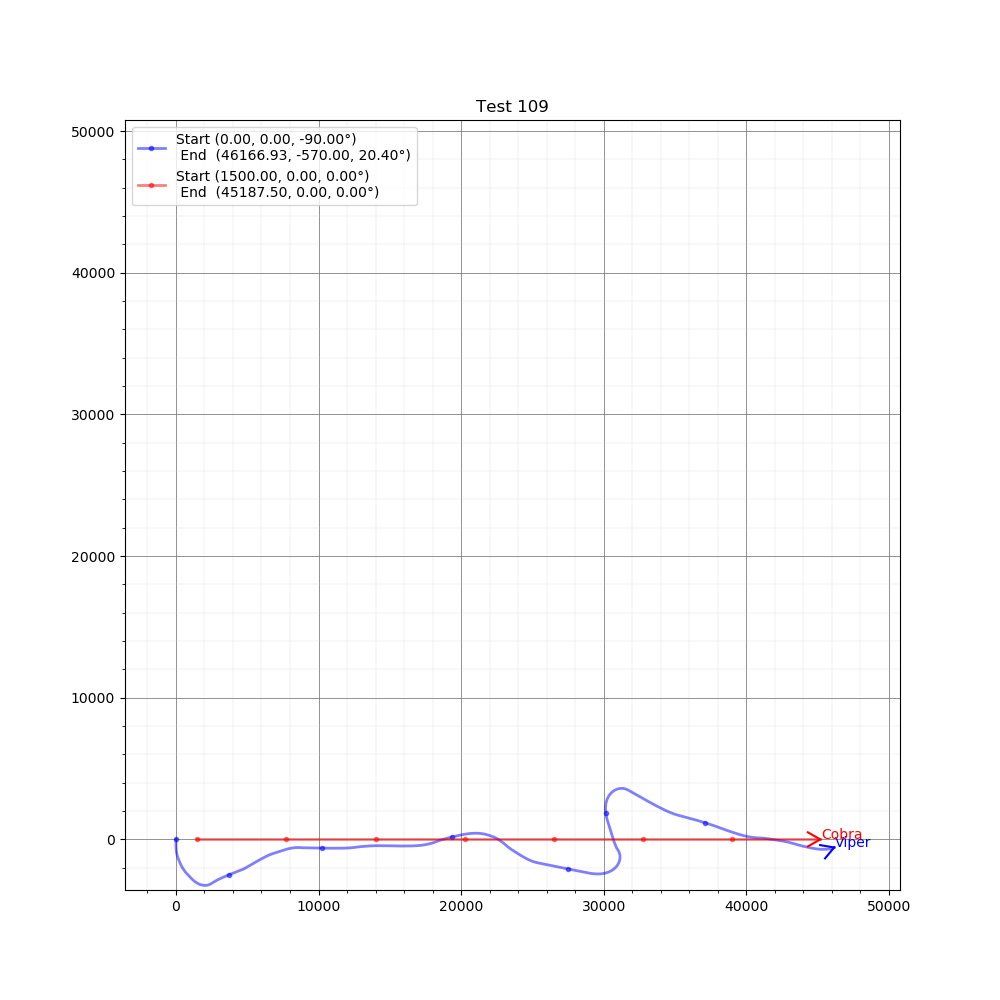 Test 109
Start (0.00, 0.00, -90.00°)
End (46166.93, -570.00, 20.40°)
Start (1500.00, 0.00, 0.00°)
End (45187.50, 0.00, 0.00°)
50000
40000
30000
20000
10000
0
Cobra
Viper
0 10000 20000 30000 40000 50000